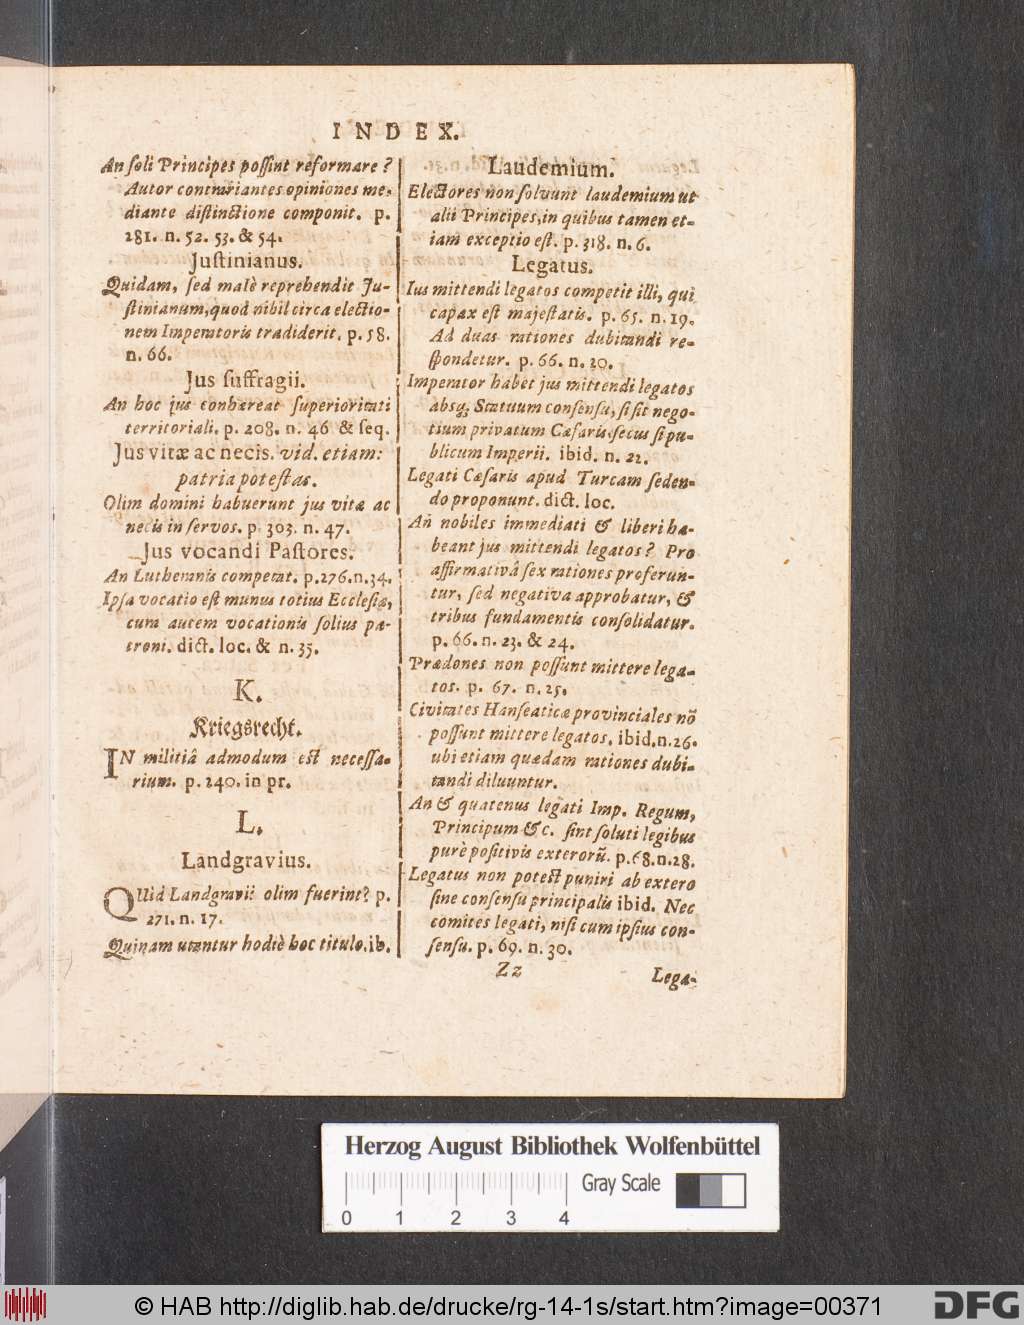 INDEX.
An ſoli Principes poſſint reformare?
Autor contrariantes opiniones me-
diante diſtinctione componit. p.
281. n. 52. 53. & 54.
Juſtinianus.
Quidam, ſed malè reprehendit Ju-
ſtinianum, quod nihil circa electio-
nem Imperatoris tradiderit. p. 58.
n. 66.
Jus ſuffragii.
An hoc jus cohæreat ſuperioritati
territoriali. p. 208. n. 46 & ſeq.
Jus vitæ ac necis. vid. etiam:
patria poteſtas.
Olim domini habuerunt jus vitæ ac
necis in ſervos. p. 303. n. 47.
Jus vocandi Paſtores.
An Lutheranis competat. p. 276. n. 34.
Ipſa vocatio eſt munus totius Eccleſiæ,
cum autem vocationis ſolius pa-
troni. dict. loc. & n. 35.
K.
Kriegsrecht.
IN militiâ admodum eſt neceſſa-
rium. p. 240. in pr.
L.
Landgravius.
QUid Landgravii olim fuerint? p.
271. n. 17.
Quinam utantur hodiè hoc titulo. ib.
Laudemium.
Electores non ſolvunt laudemium ut
alii Principes, in quibus tamen et-
iam exceptio eſt. p. 318. n. 6.
Legatus.
Ius mittendi legatos competit illi, qui
capax eſt majeſtatis. p. 65. n. 19.
Ad duas rationes dubitandi re-
ſpondetur. p. 66. n. 20.
Imperator habet jus mittendi legatos
absq; Statuum conſenſu, ſi ſit nego-
tium privatum Cæſaris, ſecus ſi pu-
blicum Imperii. ibid. n. 22.
Legati Cæſaris apud Turcam ſeden-
do proponunt. dict. loc.
An nobiles immediati & liberi ha-
beant jus mittendi legatos? Pro
affirmativâ ſex rationes proferun-
tur, ſed negativa approbatur, &
tribus fundamentis conſolidatur.
p. 66. n. 23. & 24.
Prædones non poſſunt mittere lega-
tos. p. 67. n. 25.
Civitates Hanſeaticæ provinciales nõ
poſſunt mittere legatos. ibid. n. 26.
ubi etiam quædam rationes dubi-
tandi diluuntur.
An & quatenus legati Imp. Regum,
Principum &c. ſint ſoluti legibus
purè poſitivis exterorũ. p. 68. n. 28.
Legatus non poteſt puniri ab extero
ſine conſenſu principalis ibid. Nec
comites legati, niſi cum ipſius con-
ſenſu. p. 69. n. 30.
Zz
Lega-
Herzog August Bibliothek Wolfenbüttel
Gray Scale
0 1 2 3 4
© HAB http://diglib.hab.de/drucke/rg-14-1s/start.htm?image=00371
DFG